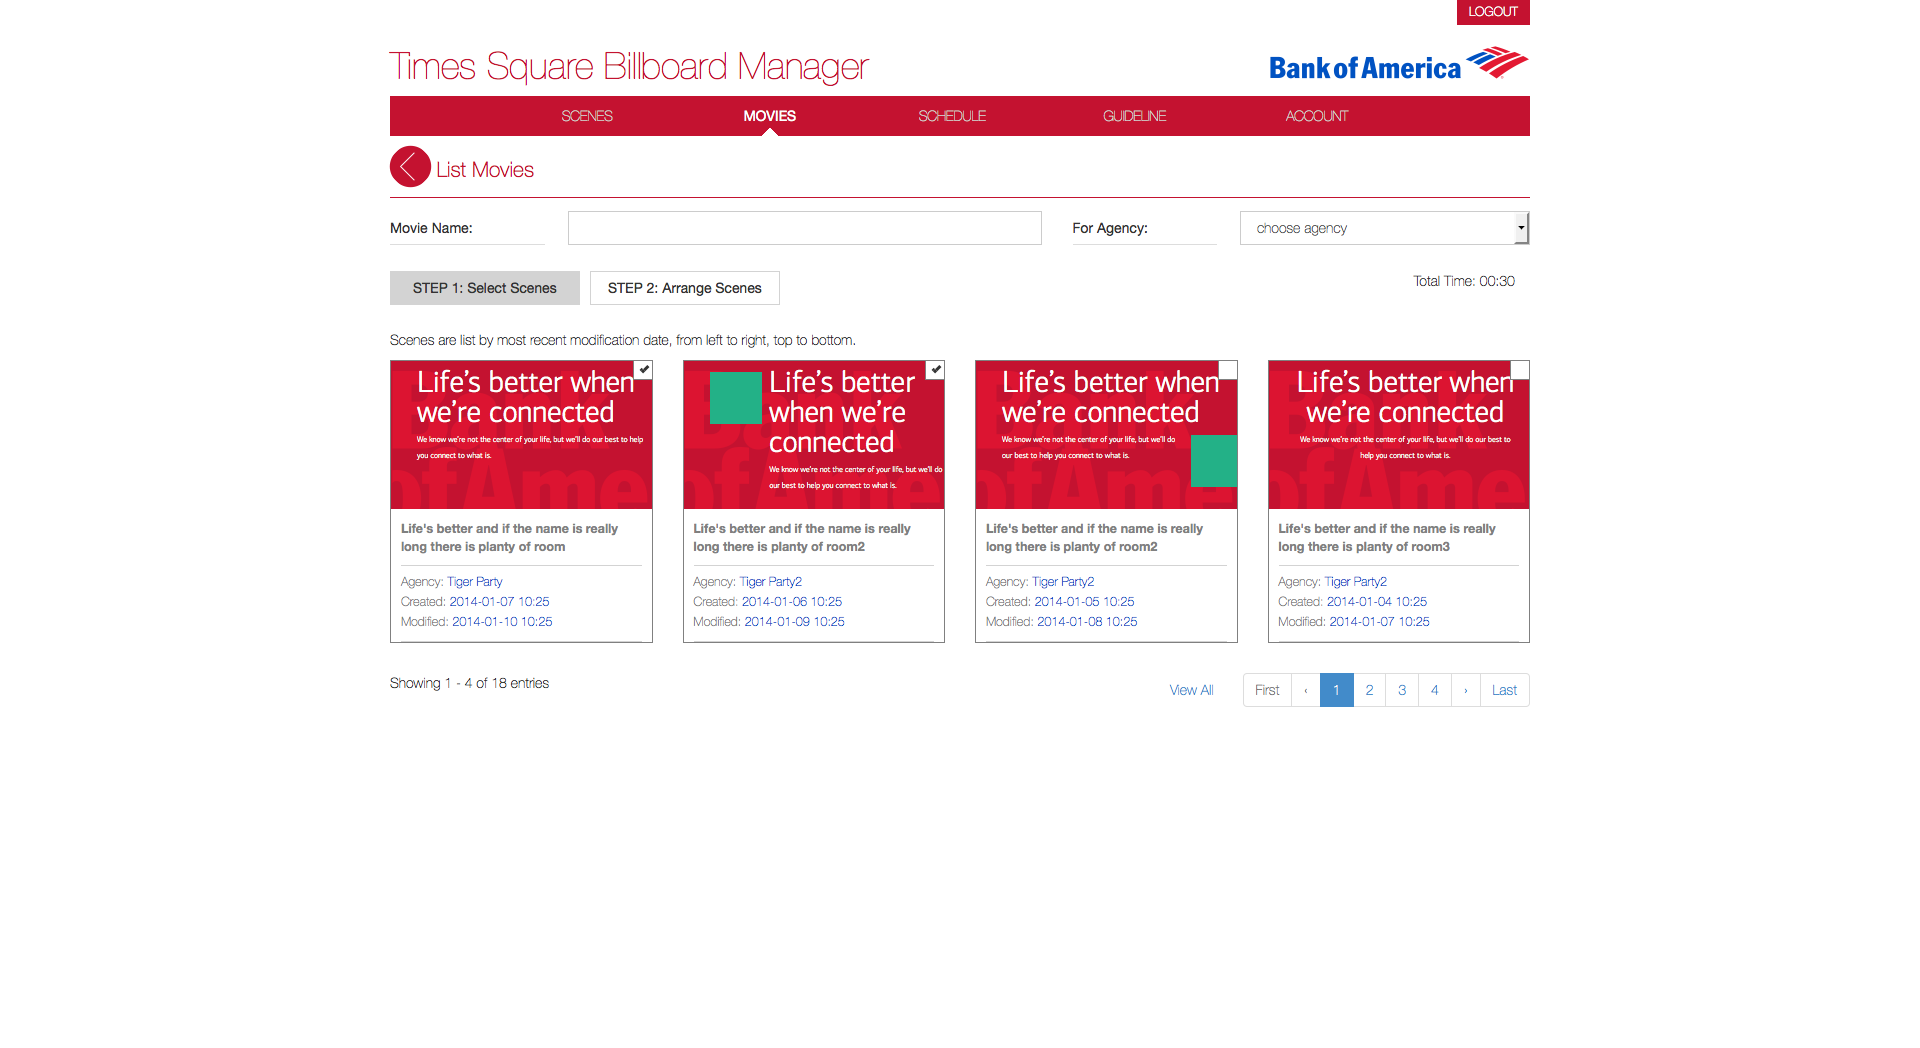 LOGOUT
Times Square Billboard Manager
Bank of America
SCENES
MOVIES
SCHEDULE
GUIDELINE
ACCOUNT
List Movies
Movie Name:
For Agency:
choose agency
STEP 1: Select Scenes
STEP 2: Arrange Scenes
Total Time: 00:30
Scenes are list by most recent modification date, from left to right, top to bottom.
Life's better when
we're connected
We know we're not the center of your life, but we'll do our best to help
you connect to what is.
Life's better and if the name is really
long there is planty of room
Agency: Tiger Party
Created: 2014-01-07 10:25
Modified: 2014-01-10 10:25
Life's better
when we're
connected
We know we're not the center of your life, but we'll do
our best to help you connect to what is.
Life's better and if the name is really
long there is planty of room2
Agency: Tiger Party2
Created: 2014-01-06 10:25
Modified: 2014-01-09 10:25
Life's better when
we're connected
We know we're not the center of your life, but we'll do
our best to help you connect to what is.
Life's better and if the name is really
long there is planty of room2
Agency: Tiger Party2
Created: 2014-01-05 10:25
Modified: 2014-01-08 10:25
Life's better when
we're connected
We know we're not the center of your life, but we'll do our best to
help you connect to what is.
Life's better and if the name is really
long there is planty of room3
Agency: Tiger Party2
Created: 2014-01-04 10:25
Modified: 2014-01-07 10:25
Showing 1 - 4 of 18 entries
View All
First ‹ 1 2 3 4 › Last